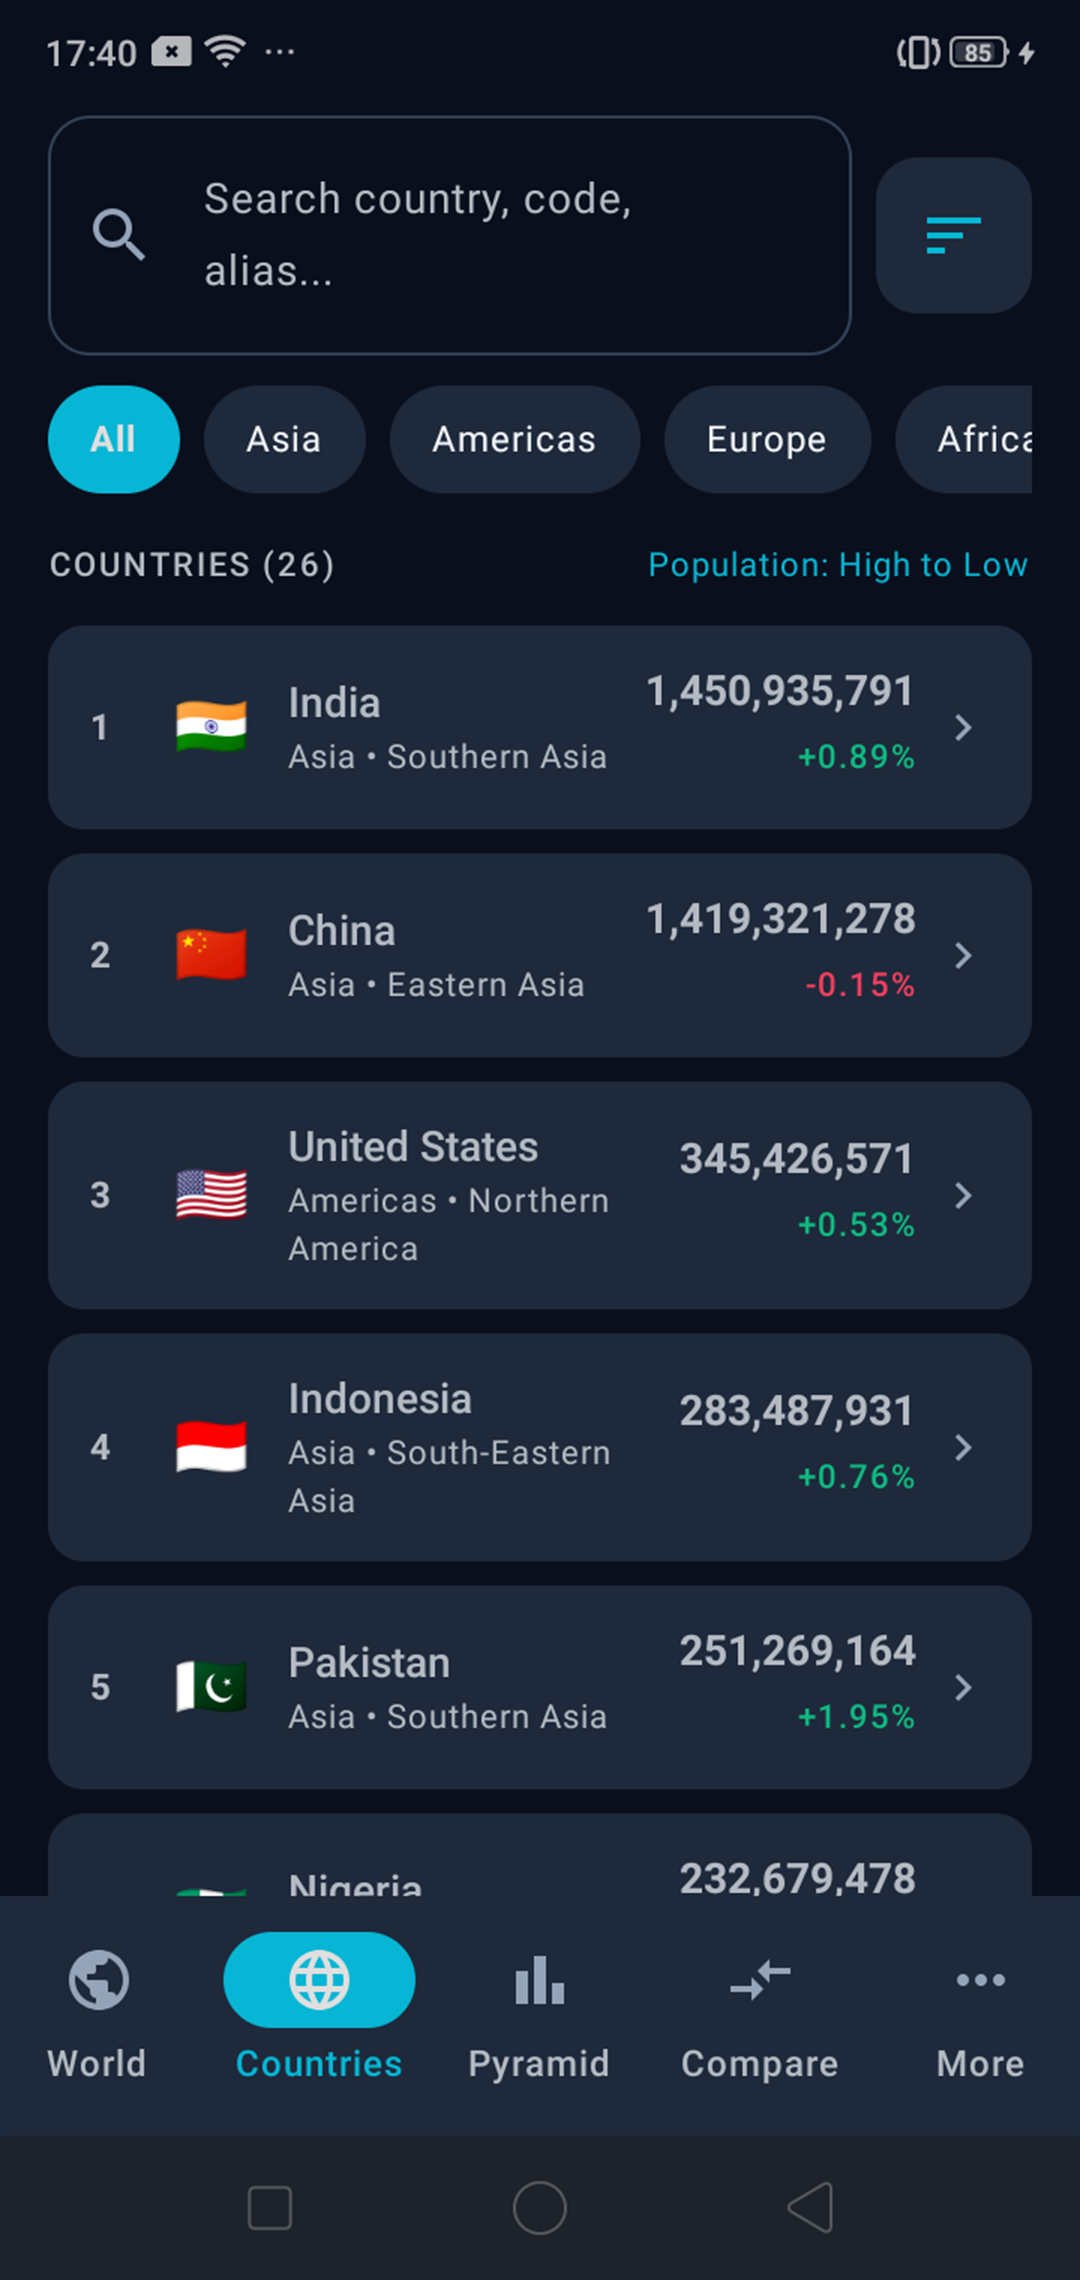 17:40 ... 85
Search country, code,
alias...
All Asia Americas Europe Africa
COUNTRIES (26) Population: High to Low
1 India 1,450,935,791
Asia • Southern Asia +0.89%
2 China 1,419,321,278
Asia • Eastern Asia -0.15%
3 United States 345,426,571
Americas • Northern +0.53%
America
4 Indonesia 283,487,931
Asia • South-Eastern +0.76%
Asia
5 Pakistan 251,269,164
Asia • Southern Asia +1.95%
Nigeria 232,679,478
World Countries Pyramid Compare More